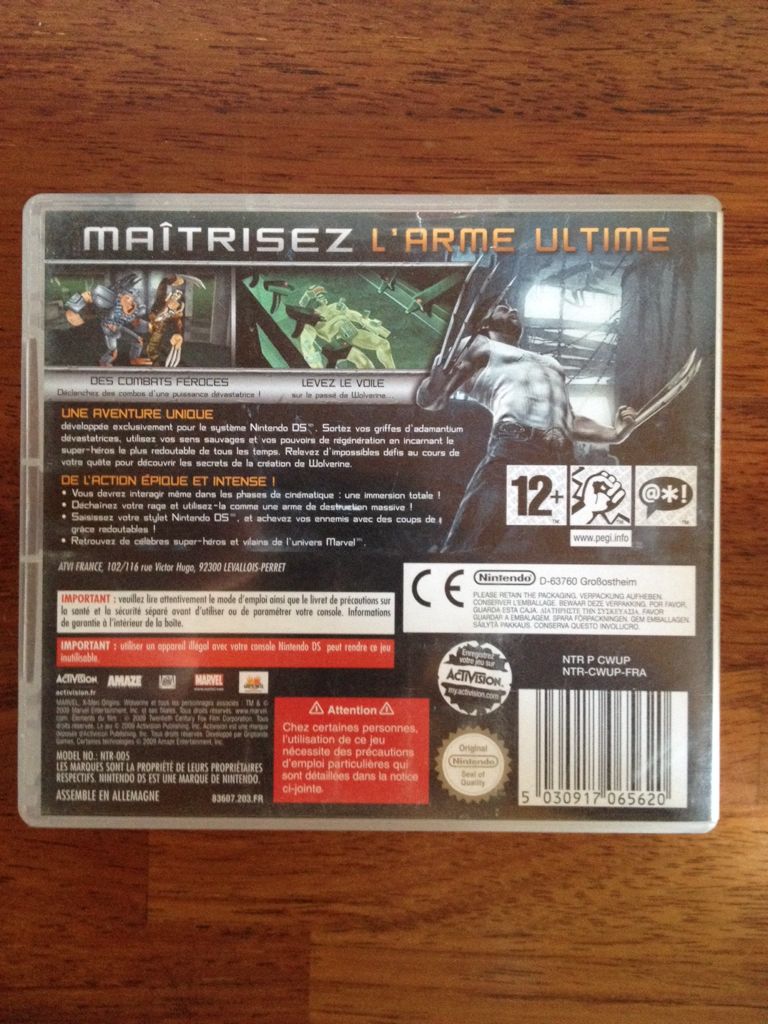 MAÎTRISEZ L'ARME ULTIME
DES COMBATS FÉROCES
Déclenchez des combos d'une puissance dévastatrice !
LEVEZ LE VOILE
sur le passé de Wolverine...
UNE AVENTURE UNIQUE
développée exclusivement pour le système Nintendo DS™. Sortez vos griffes d'adamantium
dévastatrices, utilisez vos sens sauvages et vos pouvoirs de régénération en incarnant le
super-héros le plus redoutable de tous les temps. Relevez d'impossibles défis au cours de
votre quête pour découvrir les secrets de la création de Wolverine.
DE L'ACTION ÉPIQUE ET INTENSE !
• Vous devrez interagir même dans les phases de cinématique : une immersion totale !
• Déchaînez votre rage et utilisez-la comme une arme de destruction massive !
• Saisissez votre stylet Nintendo DS™, et achevez vos ennemis avec des coups de
grâce redoutables !
• Retrouvez de célèbres super-héros et vilains de l'univers Marvel™.
12+
@*!
www.pegi.info
ATVI FRANCE, 102/116 rue Victor Hugo, 92300 LEVALLOIS-PERRET
IMPORTANT : veuillez lire attentivement le mode d'emploi ainsi que le livret de précautions sur
la santé et la sécurité séparé avant d'utiliser ou de paramétrer votre console. Informations
de garantie à l'intérieur de la boîte.
IMPORTANT : utiliser un appareil illégal avec votre console Nintendo DS peut rendre ce jeu
inutilisable.
CE
Nintendo D-63760 Großostheim
PLEASE RETAIN THE PACKAGING. VERPACKUNG AUFHEBEN.
CONSERVER L'EMBALLAGE. BEWAAR DEZE VERPAKKING. POR FAVOR,
GUARDA ESTA CAJA. ΔΙΑΤΗΡΗΣΤΕ ΤΗΝ ΣΥΣΚΕΥΑΣΙΑ. FAVOR
GUARDAR A EMBALAGEM. SPARA FÖRPACKNINGEN. GEM EMBALLAGEN.
SÄILYTÄ PAKKAUS. CONSERVA QUESTO INVOLUCRO.
ACTIVISION
AMAZE
MARVEL
activision.fr
Enregistrez
votre jeu sur
ACTIVISION
my.activision.com
NTR P CWUP
NTR-CWUP-FRA
MODEL NO.: NTR-005
LES MARQUES SONT LA PROPRIÉTÉ DE LEURS PROPRIÉTAIRES
RESPECTIFS. NINTENDO DS EST UNE MARQUE DE NINTENDO.
ASSEMBLE EN ALLEMAGNE
83607.203.FR
Attention
Chez certaines personnes,
l'utilisation de ce jeu
nécessite des précautions
d'emploi particulières qui
sont détaillées dans la notice
ci-jointe.
Original
Nintendo
Seal of
Quality
5 030917 065620